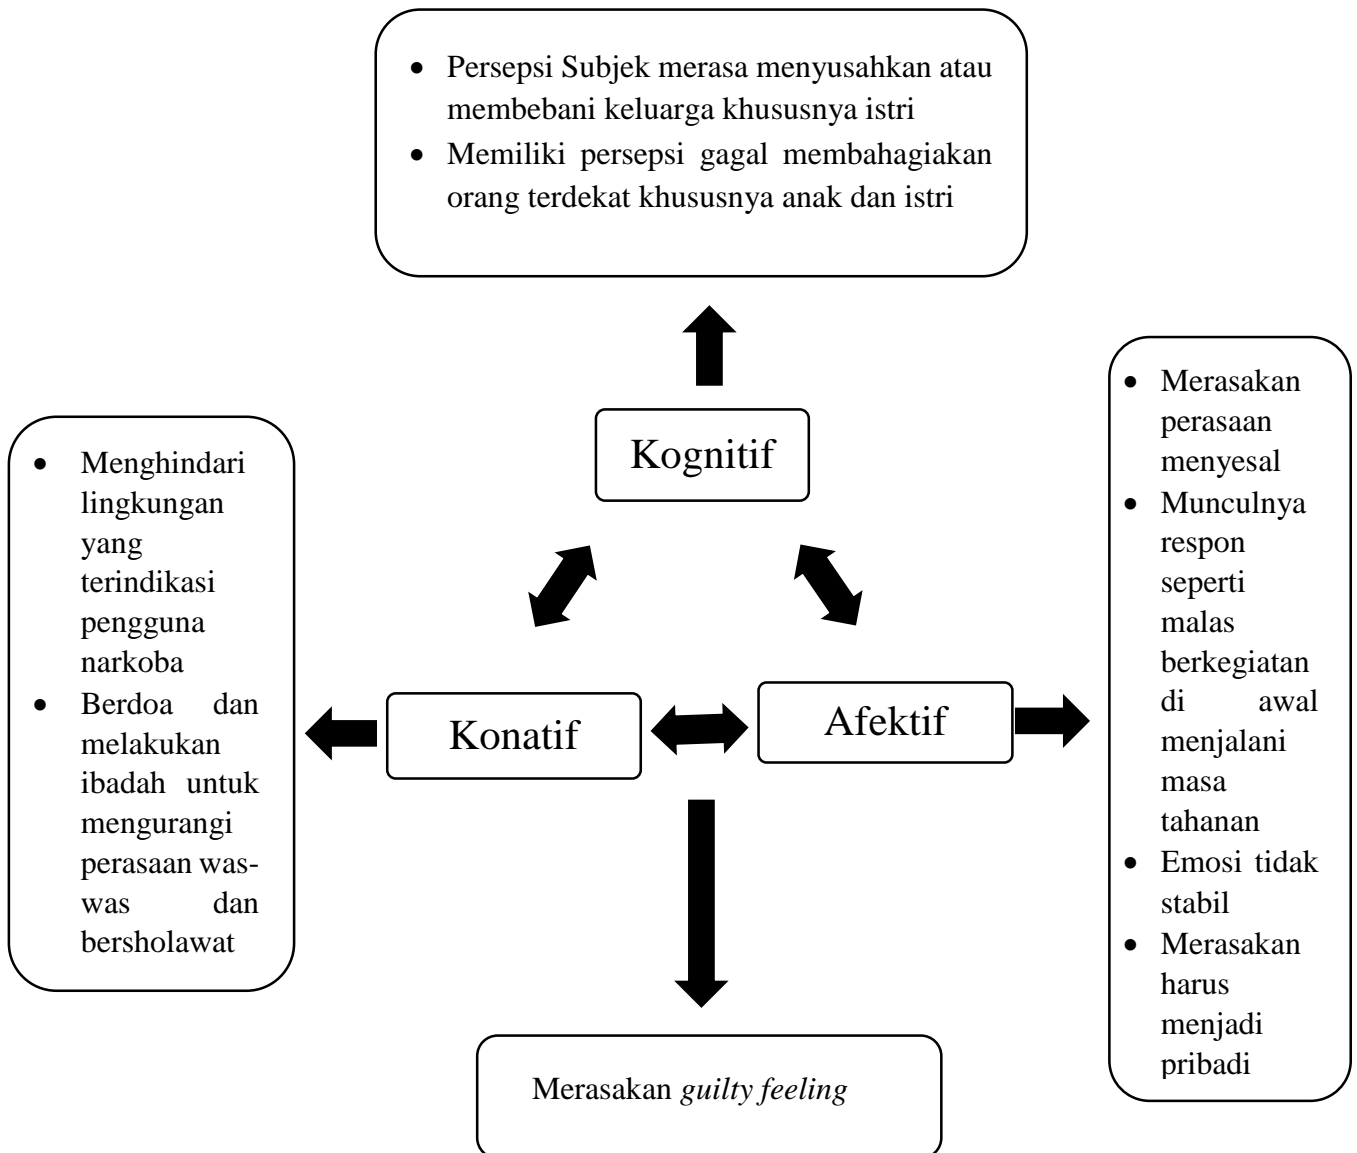 • Persepsi Subjek merasa menyusahkan atau
membebani keluarga khususnya istri
• Memiliki persepsi gagal membahagiakan
orang terdekat khususnya anak dan istri
Kognitif
• Menghindari
lingkungan
yang
terindikasi
pengguna
narkoba
• Berdoa dan
melakukan
ibadah untuk
mengurangi
perasaan was-
was dan
bersholawat
Konatif
Afektif
• Merasakan
perasaan
menyesal
• Munculnya
respon
seperti
malas
berkegiatan
di awal
menjalani
masa
tahanan
• Emosi tidak
stabil
• Merasakan
harus
menjadi
pribadi
Merasakan guilty feeling